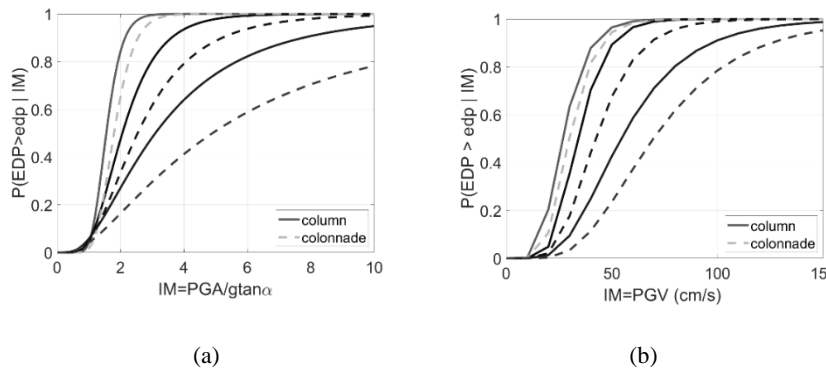 1
0.8
0.6
0.4
0.2
0
P(EDP>edp | IM)
column
colonnade
0 2 4 6 8 10
IM=PGA/gtanα
(a)
1
0.8
0.6
0.4
0.2
0
P(EDP > edp | IM)
column
colonnade
0 50 100 150
IM=PGV (cm/s)
(b)